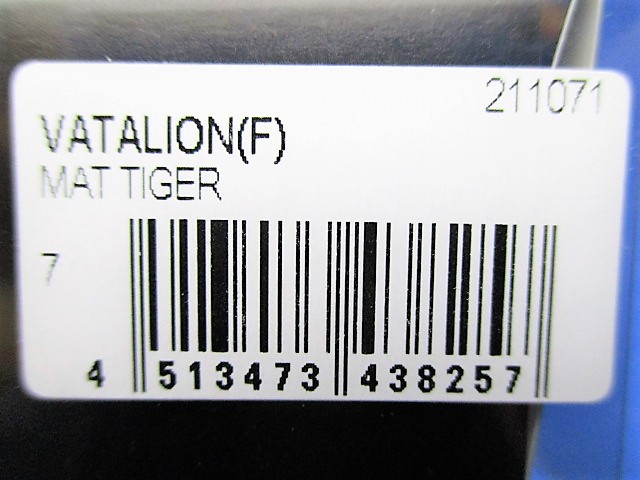 211071
VATALION(F)
MAT TIGER
7
4 513473 438257